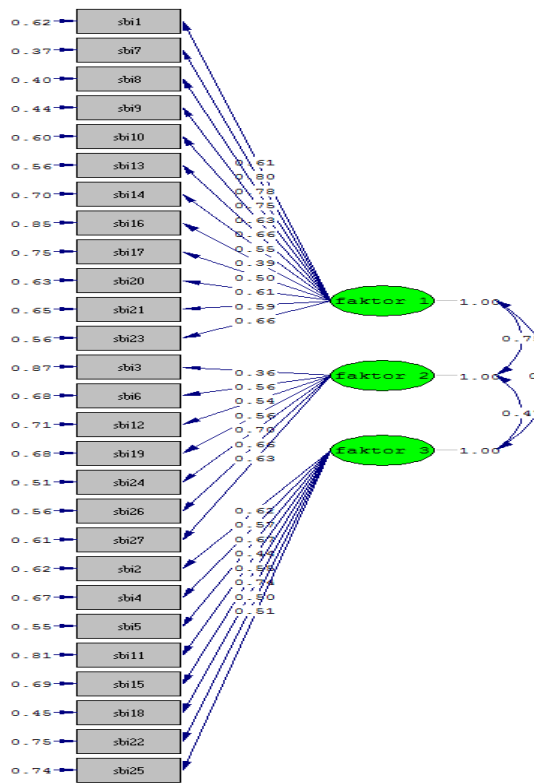 0.62 sbi1
0.37 sbi7
0.40 sbi8
0.44 sbi9
0.60 sbi10
0.56 sbi13
0.70 sbi14
0.85 sbi16
0.75 sbi17
0.63 sbi20
0.65 sbi21
0.56 sbi23
0.87 sbi3
0.68 sbi6
0.71 sbi12
0.68 sbi19
0.51 sbi24
0.56 sbi26
0.61 sbi27
0.62 sbi2
0.67 sbi4
0.55 sbi5
0.81 sbi11
0.69 sbi15
0.45 sbi18
0.75 sbi22
0.74 sbi25
0.61
0.80
0.78
0.75
0.63
0.66
0.55
0.39
0.50
0.61
0.59
0.66
0.36
0.56
0.54
0.56
0.70
0.66
0.63
0.62
0.57
0.67
0.44
0.74
0.50
0.51
faktor 1 1.00
faktor 2 1.00
faktor 3 1.00